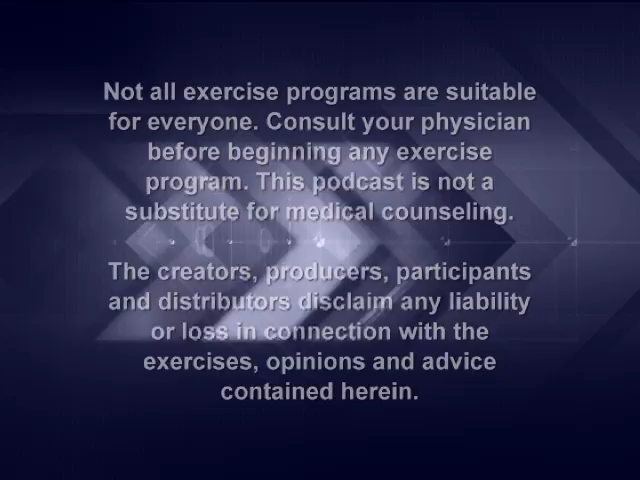 Not all exercise programs are suitable
for everyone. Consult your physician
before beginning any exercise
program. This podcast is not a
substitute for medical counseling.
The creators, producers, participants
and distributors disclaim any liability
or loss in connection with the
exercises, opinions and advice
contained herein.